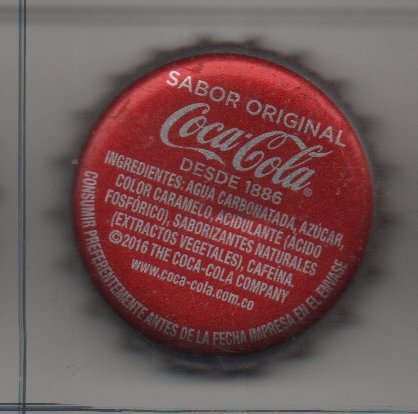 SABOR ORIGINAL
Coca-Cola®
DESDE 1886
INGREDIENTES: AGUA CARBONATADA, AZÚCAR,
COLOR CARAMELO, ACIDULANTE (ÁCIDO
FOSFÓRICO), SABORIZANTES NATURALES
(EXTRACTOS VEGETALES), CAFEÍNA.
©2016 THE COCA-COLA COMPANY
www.coca-cola.com.co
CONSUMIR PREFERENTEMENTE ANTES DE LA FECHA IMPRESA EN EL ENVASE